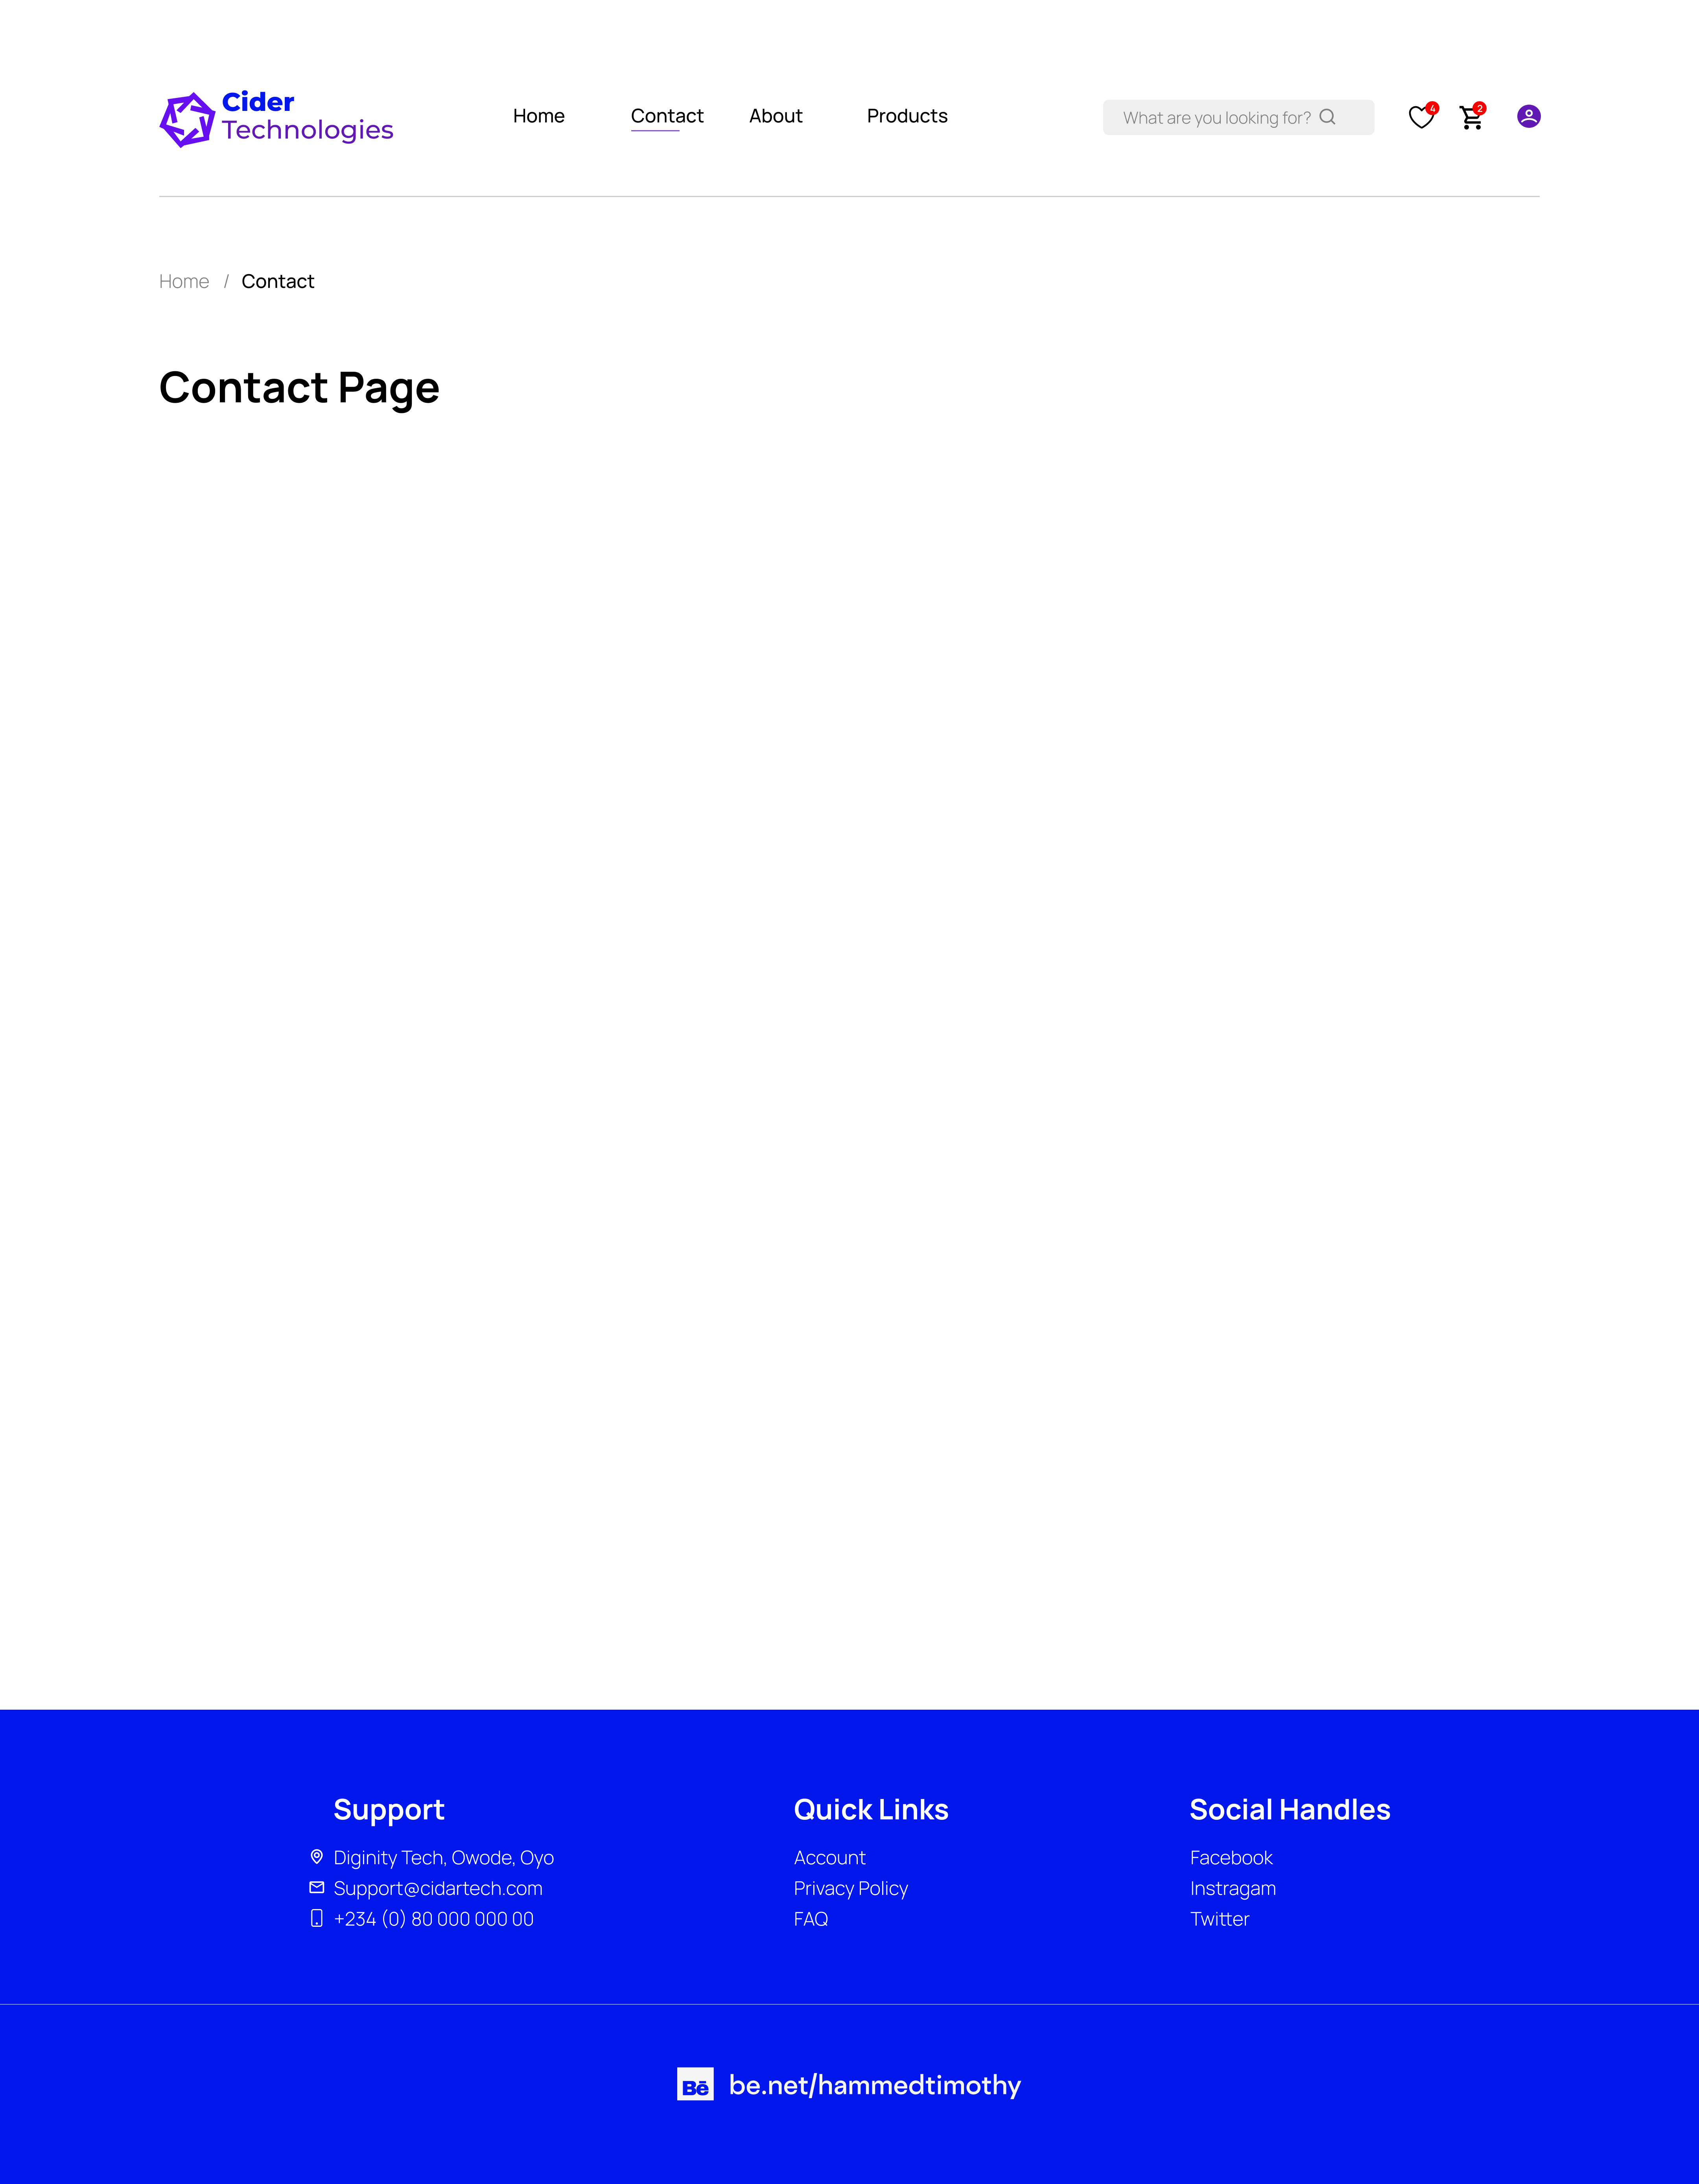 Cider
Technologies
Home Contact About Products
What are you looking for?
4
2
Home / Contact
Contact Page
Support
Diginity Tech, Owode, Oyo
Support@cidartech.com
+234 (0) 80 000 000 00
Quick Links
Account
Privacy Policy
FAQ
Social Handles
Facebook
Instragam
Twitter
Bē be.net/hammedtimothy